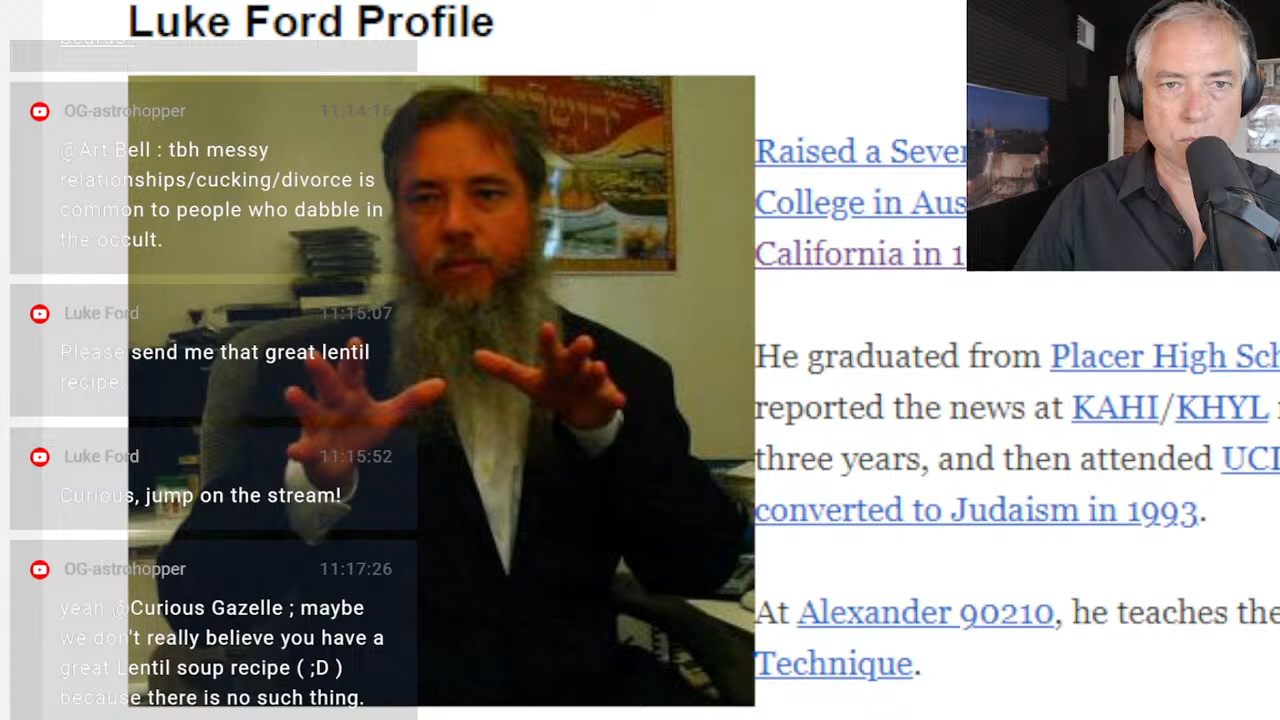 Luke Ford Profile
bedrud.
OG-astrohopper 11:14:16
@Art Bell : tbh messy
relationships/cucking/divorce is
common to people who dabble in
the occult.
Luke Ford 11:15:07
Please send me that great lentil
recipe.
Luke Ford 11:15:52
Curious, jump on the stream!
OG-astrohopper 11:17:26
yeah @Curious Gazelle ; maybe
we don't really believe you have a
great Lentil soup recipe ( ;D )
because there is no such thing.
Raised a Seven
College in Aus
California in 1
He graduated from Placer High Sch
reported the news at KAHI/KHYL
three years, and then attended UCL
converted to Judaism in 1993.
At Alexander 90210, he teaches the
Technique.